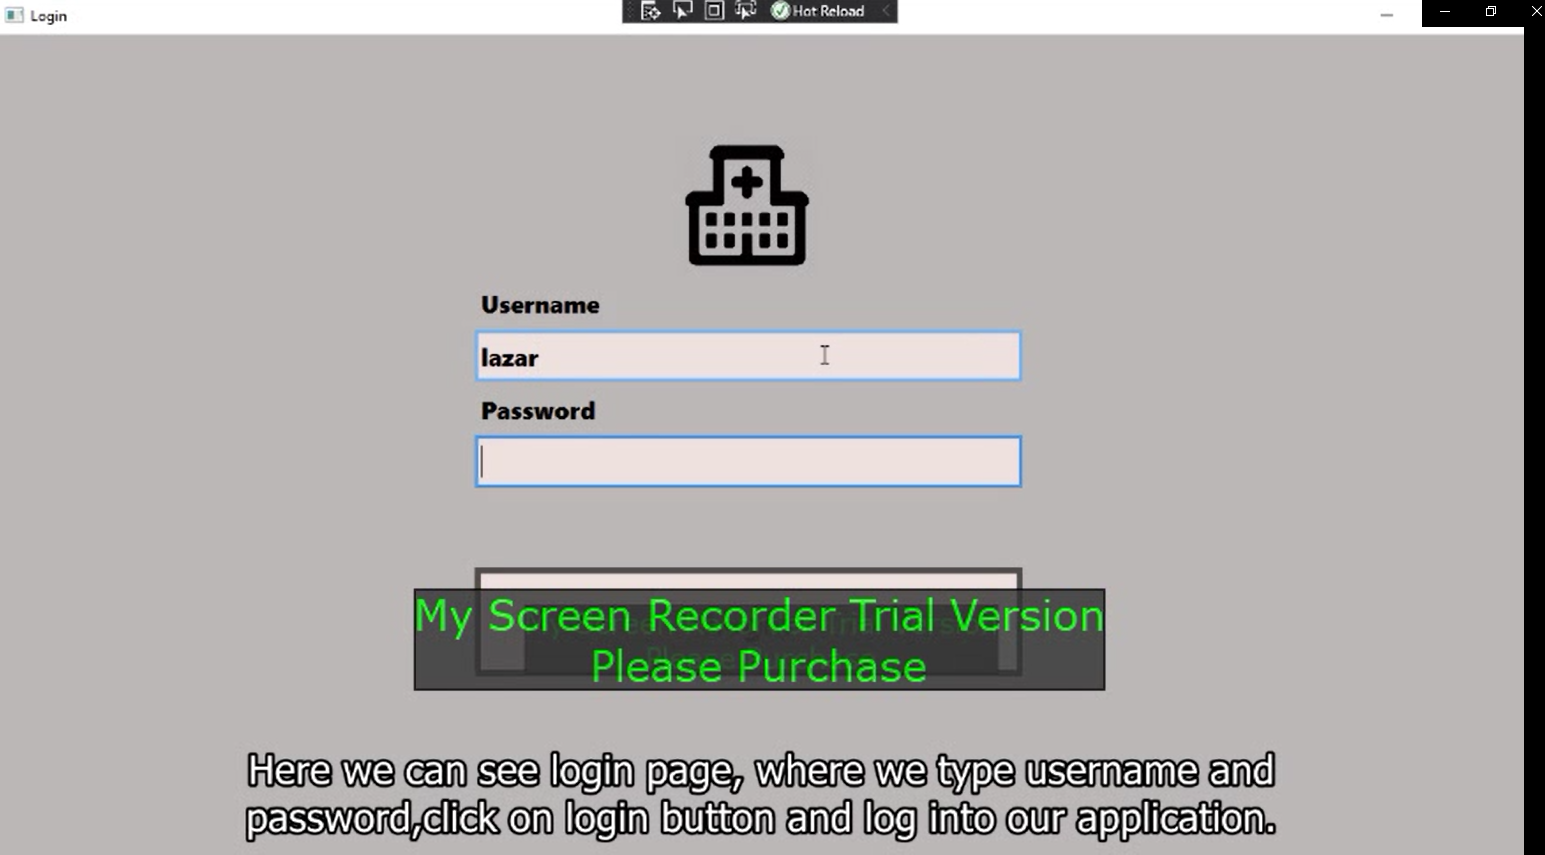 Login
Hot Reload
Username
lazar
Password
My Screen Recorder Trial Version
Please Purchase
Here we can see login page, where we type username and
password,click on login button and log into our application.